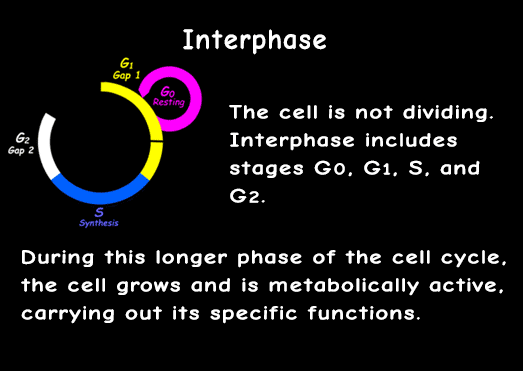 Interphase
G1
Gap 1
G0
Resting
G2
Gap 2
S
Synthesis
The cell is not dividing.
Interphase includes
stages G0, G1, S, and
G2.
During this longer phase of the cell cycle,
the cell grows and is metabolically active,
carrying out its specific functions.